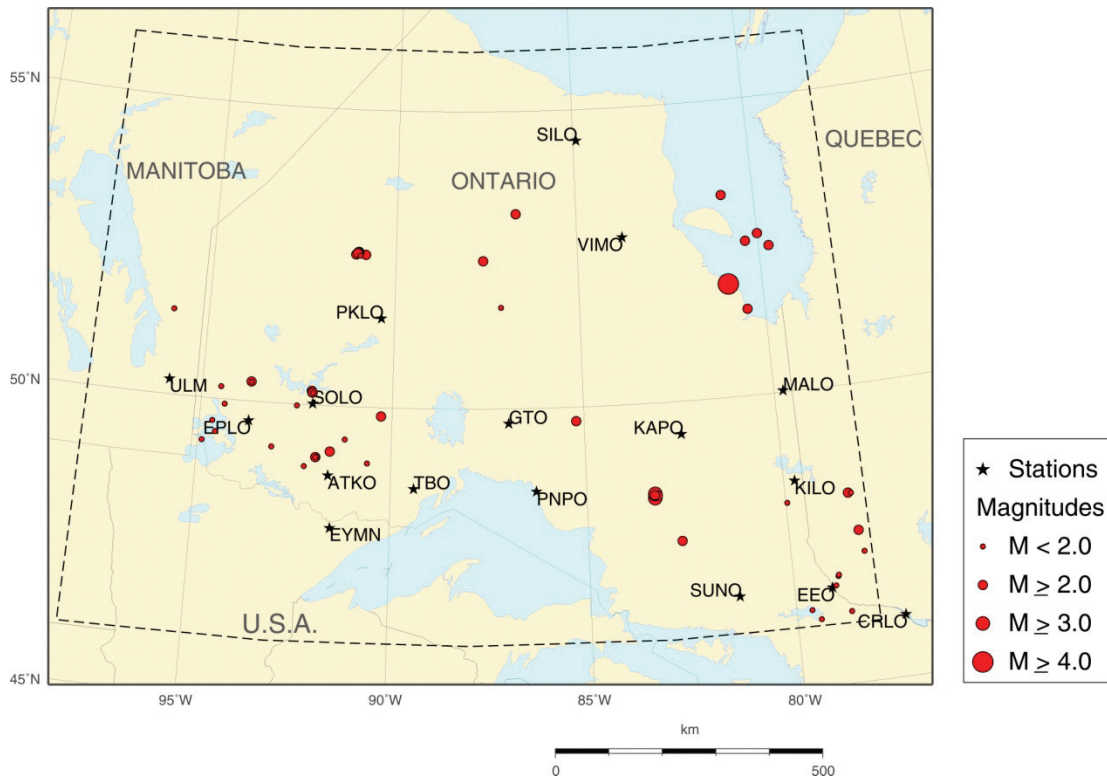 55°N
SILO
QUEBEC
MANITOBA
ONTARIO
VIMO
PKLO
50°N
ULM
MALO
SOLO
GTO
EPLO
KAPO
Stations
ATKO
TBO
KILO
PNPO
Magnitudes
EYMN
M < 2.0
M ≥ 2.0
SUNO
EEO
U.S.A.
CRLO
M ≥ 3.0
M ≥ 4.0
45°N
95°W
90°W
85°W
80°W
km
0
500